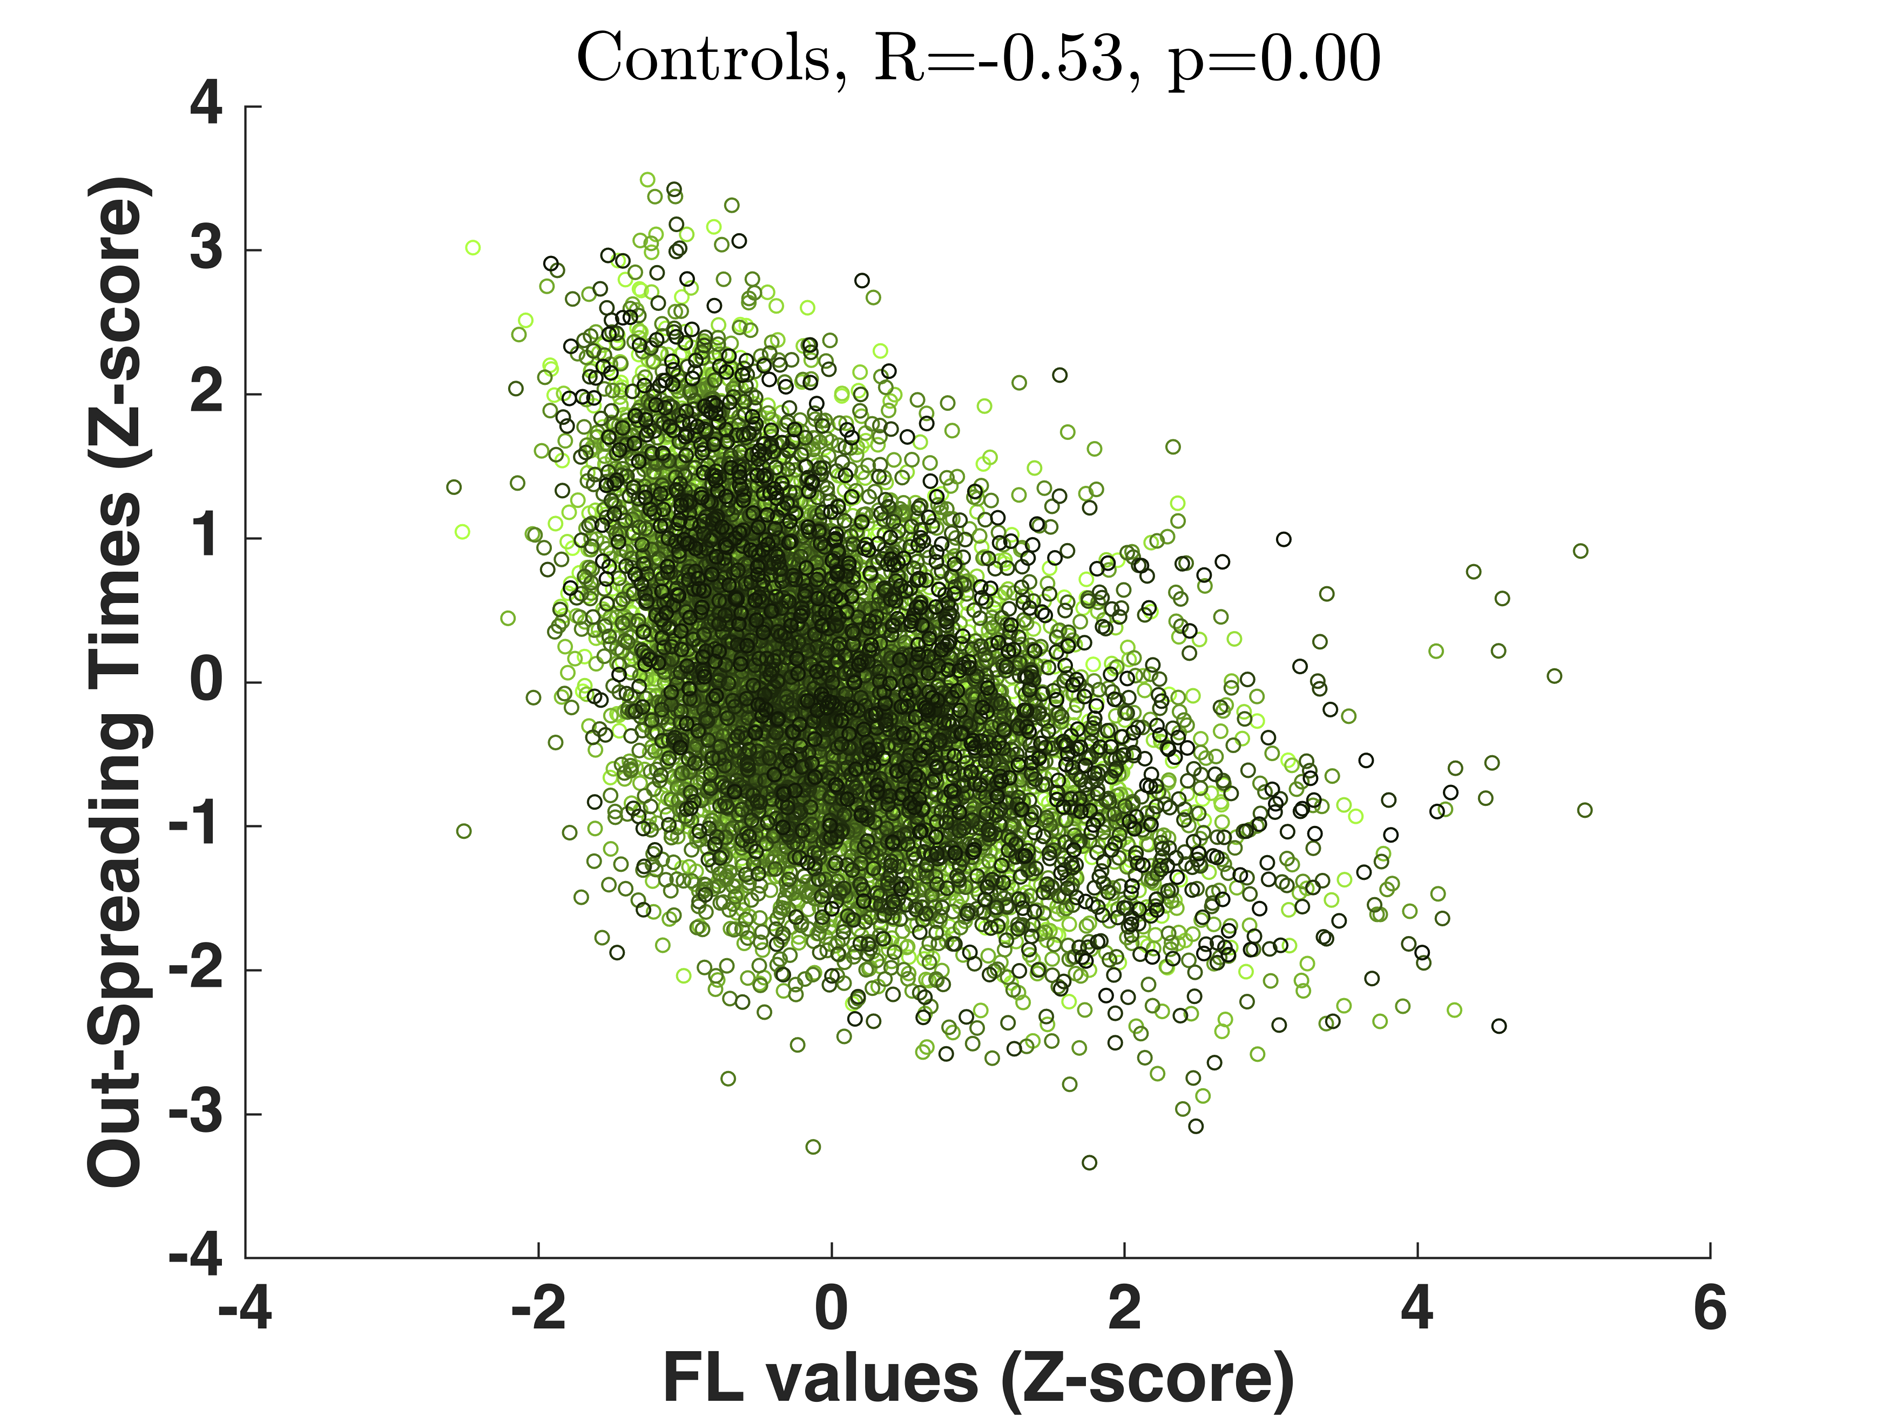 Controls, R=-0.53, p=0.00
4
3
2
1
0
-1
-2
-3
-4
Out-Spreading Times (Z-score)
-4 -2 0 2 4 6
FL values (Z-score)